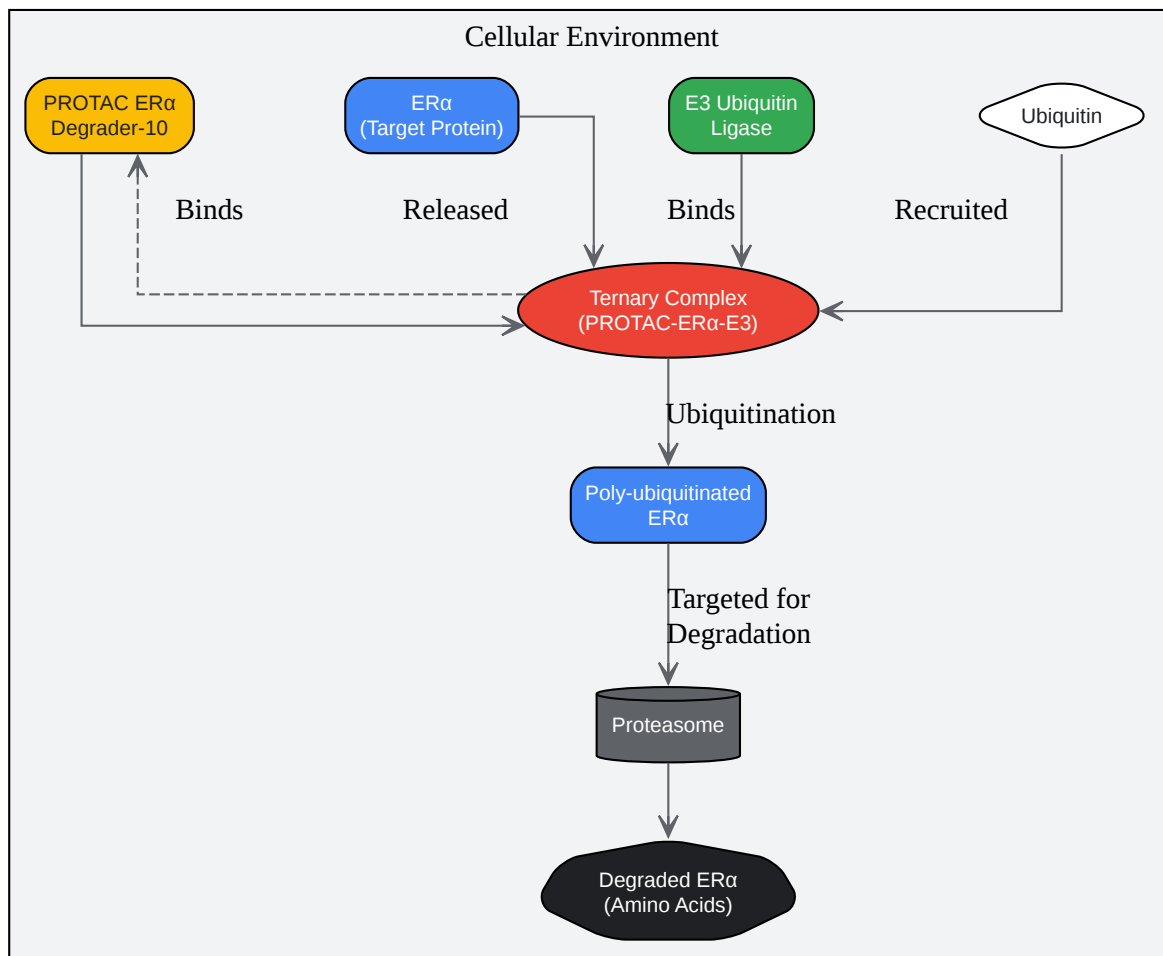 Cellular Environment
PROTAC ERα
Degrader-10
ERα
(Target Protein)
E3 Ubiquitin
Ligase
Ubiquitin
Binds
Released
Binds
Recruited
Ternary Complex
(PROTAC-ERα-E3)
Ubiquitination
Poly-ubiquitinated
ERα
Targeted for
Degradation
Proteasome
Degraded ERα
(Amino Acids)